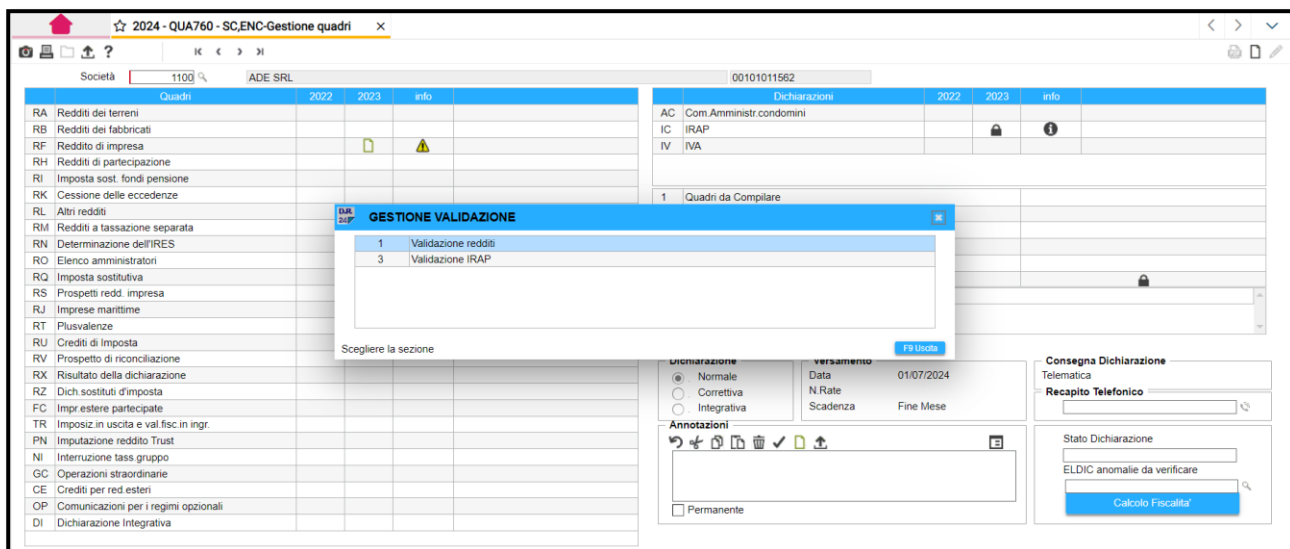 2024 - QUA760 - SC,ENC-Gestione quadri
Società 1100 ADE SRL 00101011562
Quadri 2022 2023 info
RA Redditi dei terreni
RB Redditi dei fabbricati
RF Reddito di impresa
RH Redditi di partecipazione
RI Imposta sost. fondi pensione
RK Cessione delle eccedenze
RL Altri redditi
RM Redditi a tassazione separata
RN Determinazione dell'IRES
RO Elenco amministratori
RQ Imposta sostitutiva
RS Prospetti redd. impresa
RJ Imprese marittime
RT Plusvalenze
RU Crediti di Imposta
RV Prospetto di riconciliazione
RX Risultato della dichiarazione
RZ Dich.sostituti d'imposta
FC Impr.estere partecipate
TR Imposiz.in uscita e val.fisc.in ingr.
PN Imputazione reddito Trust
NI Interruzione tass.gruppo
GC Operazioni straordinarie
CE Crediti per red.esteri
OP Comunicazioni per i regimi opzionali
DI Dichiarazione Integrativa
Dichiarazioni 2022 2023 info
AC Com.Amministr.condomini
IC IRAP
IV IVA
1 Quadri da Compilare
D.R. 24
GESTIONE VALIDAZIONE
1 Validazione redditi
3 Validazione IRAP
Scegliere la sezione
F9 Uscita
Dichiarazione
Normale
Correttiva
Integrativa
Versamento
Data 01/07/2024
N.Rate
Scadenza Fine Mese
Consegna Dichiarazione
Telematica
Recapito Telefonico
Annotazioni
Permanente
Stato Dichiarazione
ELDIC anomalie da verificare
Calcolo Fiscalita'